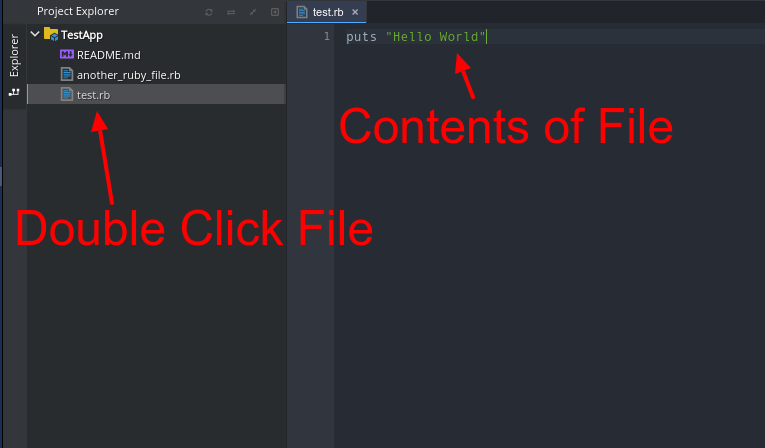 Project Explorer
Explorer
TestApp
README.md
another_ruby_file.rb
test.rb
Double Click File
test.rb ×
1 puts "Hello World"
Contents of File